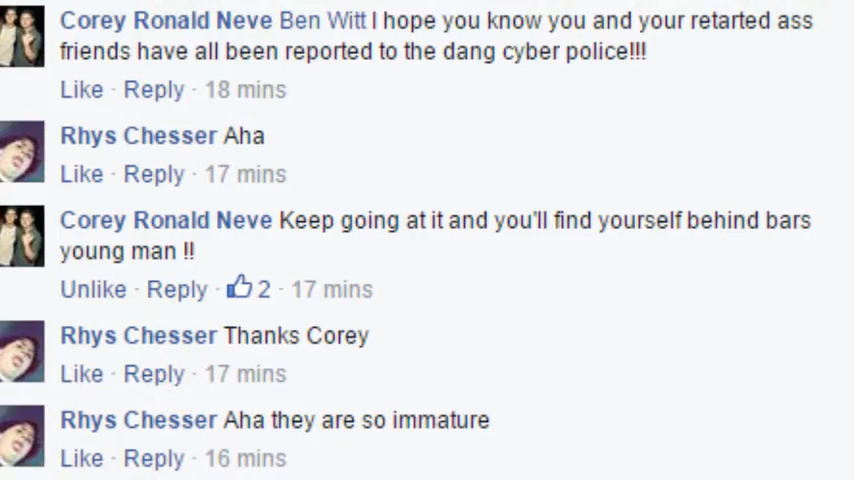 Corey Ronald Neve Ben Witt I hope you know you and your retarted ass
friends have all been reported to the dang cyber police!!!
Like · Reply · 18 mins
Rhys Chesser Aha
Like · Reply · 17 mins
Corey Ronald Neve Keep going at it and you'll find yourself behind bars
young man !!
Unlike · Reply · 2 · 17 mins
Rhys Chesser Thanks Corey
Like · Reply · 17 mins
Rhys Chesser Aha they are so immature
Like · Reply · 16 mins